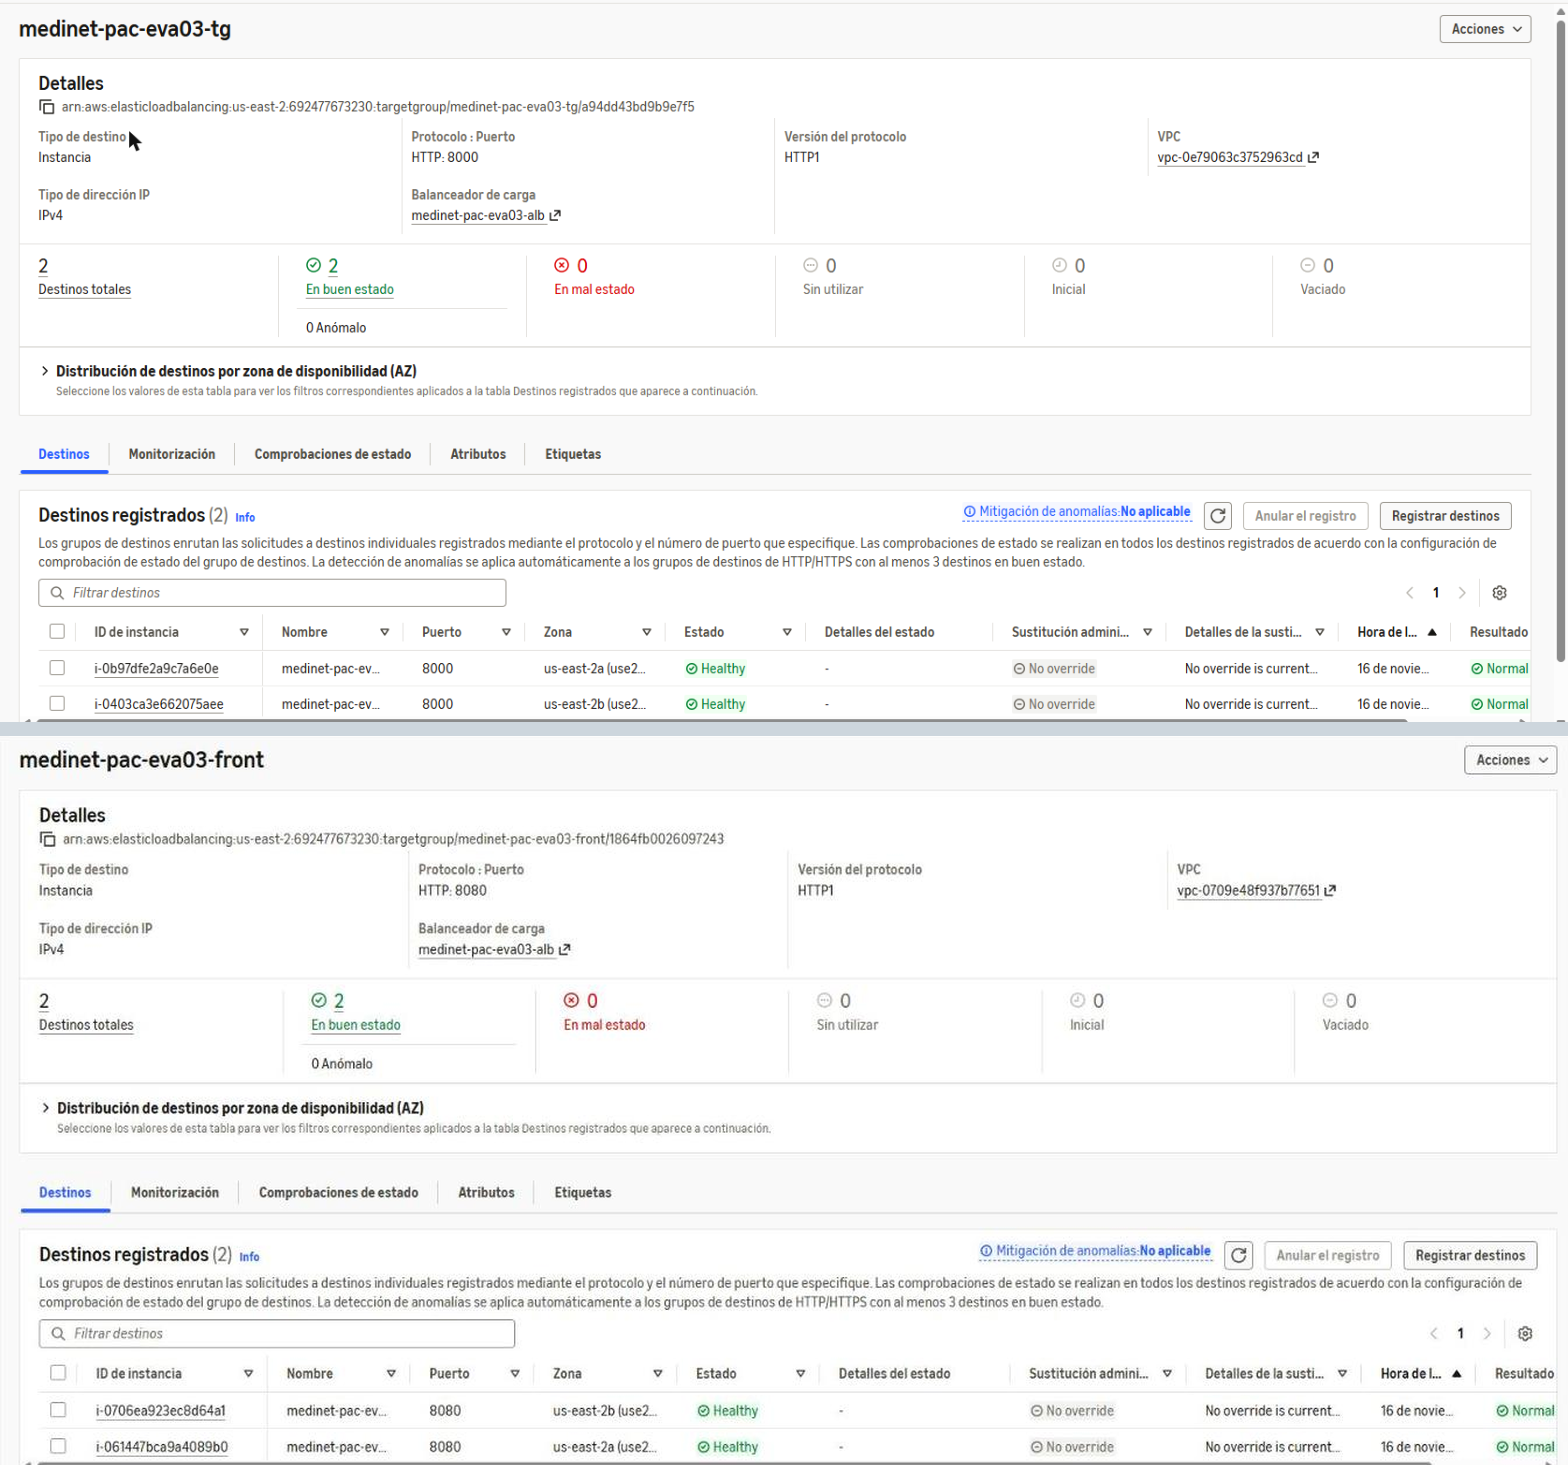 medinet-pac-eva03-tg
Acciones
Detalles
arn:aws:elasticloadbalancing:us-east-2:692477673230:targetgroup/medinet-pac-eva03-tg/a94dd43bd9b9e7f5
Tipo de destino Protocolo : Puerto Versión del protocolo VPC
Instancia HTTP: 8000 HTTP1 vpc-0e79063c3752963cd
Tipo de dirección IP Balanceador de carga
IPv4 medinet-pac-eva03-alb
2 2 0 0 0 0
Destinos totales En buen estado En mal estado Sin utilizar Inicial Vaciado
0 Anómalo
Distribución de destinos por zona de disponibilidad (AZ)
Seleccione los valores de esta tabla para ver los filtros correspondientes aplicados a la tabla Destinos registrados que aparece a continuación.
Destinos Monitorización Comprobaciones de estado Atributos Etiquetas
Destinos registrados (2) Info Mitigación de anomalías:No aplicable Anular el registro Registrar destinos
Los grupos de destinos enrutan las solicitudes a destinos individuales registrados mediante el protocolo y el número de puerto que especifique. Las comprobaciones de estado se realizan en todos los destinos registrados de acuerdo con la configuración de
comprobación de estado del grupo de destinos. La detección de anomalías se aplica automáticamente a los grupos de destinos de HTTP/HTTPS con al menos 3 destinos en buen estado.
Filtrar destinos 1
ID de instancia Nombre Puerto Zona Estado Detalles del estado Sustitución admini... Detalles de la susti... Hora de l... Resultado
i-0b97dfe2a9c7a6e0e medinet-pac-ev... 8000 us-east-2a (use2... Healthy - No override No override is current... 16 de novie... Normal
i-0403ca3e662075aee medinet-pac-ev... 8000 us-east-2b (use2... Healthy - No override No override is current... 16 de novie... Normal
medinet-pac-eva03-front
Acciones
Detalles
arn:aws:elasticloadbalancing:us-east-2:692477673230:targetgroup/medinet-pac-eva03-front/1864fb0026097243
Tipo de destino Protocolo : Puerto Versión del protocolo VPC
Instancia HTTP: 8080 HTTP1 vpc-0709e48f937b77651
Tipo de dirección IP Balanceador de carga
IPv4 medinet-pac-eva03-alb
2 2 0 0 0 0
Destinos totales En buen estado En mal estado Sin utilizar Inicial Vaciado
0 Anómalo
Distribución de destinos por zona de disponibilidad (AZ)
Seleccione los valores de esta tabla para ver los filtros correspondientes aplicados a la tabla Destinos registrados que aparece a continuación.
Destinos Monitorización Comprobaciones de estado Atributos Etiquetas
Destinos registrados (2) Info Mitigación de anomalías:No aplicable Anular el registro Registrar destinos
Los grupos de destinos enrutan las solicitudes a destinos individuales registrados mediante el protocolo y el número de puerto que especifique. Las comprobaciones de estado se realizan en todos los destinos registrados de acuerdo con la configuración de
comprobación de estado del grupo de destinos. La detección de anomalías se aplica automáticamente a los grupos de destinos de HTTP/HTTPS con al menos 3 destinos en buen estado.
Filtrar destinos 1
ID de instancia Nombre Puerto Zona Estado Detalles del estado Sustitución admini... Detalles de la susti... Hora de l... Resultado
i-0706ea923ec8d64a1 medinet-pac-ev... 8080 us-east-2b (use2... Healthy - No override No override is current... 16 de novie... Normal
i-061447bca9a4089b0 medinet-pac-ev... 8080 us-east-2a (use2... Healthy - No override No override is current... 16 de novie... Normal